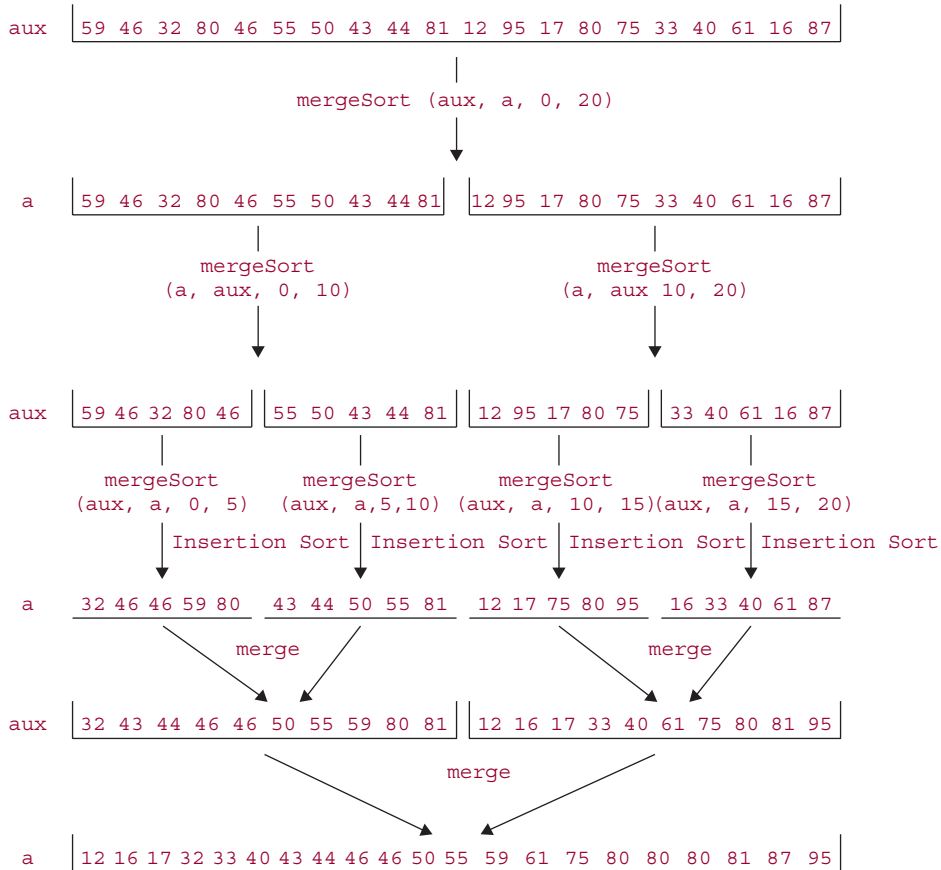 aux 59 46 32 80 46 55 50 43 44 81 12 95 17 80 75 33 40 61 16 87
mergeSort (aux, a, 0, 20)
a 59 46 32 80 46 55 50 43 44 81 12 95 17 80 75 33 40 61 16 87
mergeSort mergeSort
(a, aux, 0, 10) (a, aux 10, 20)
aux 59 46 32 80 46 55 50 43 44 81 12 95 17 80 75 33 40 61 16 87
mergeSort mergeSort mergeSort mergeSort
(aux, a, 0, 5) (aux, a,5,10) (aux, a, 10, 15) (aux, a, 15, 20)
Insertion Sort Insertion Sort Insertion Sort Insertion Sort
a 32 46 46 59 80 43 44 50 55 81 12 17 75 80 95 16 33 40 61 87
merge merge
aux 32 43 44 46 46 50 55 59 80 81 12 16 17 33 40 61 75 80 81 95
merge
a 12 16 17 32 33 40 43 44 46 46 50 55 59 61 75 80 80 80 81 87 95